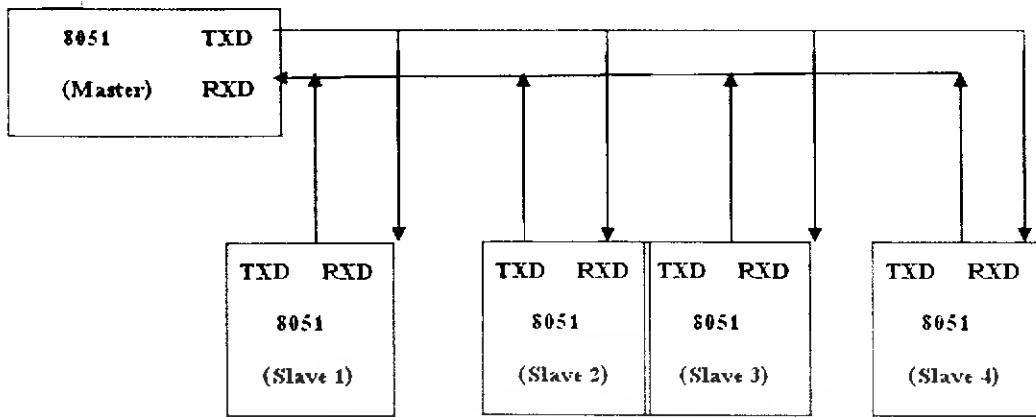 8051 TXD
(Master) RXD
TXD RXD
8051
(Slave 1)
TXD RXD
8051
(Slave 2)
TXD RXD
8051
(Slave 3)
TXD RXD
8051
(Slave 4)